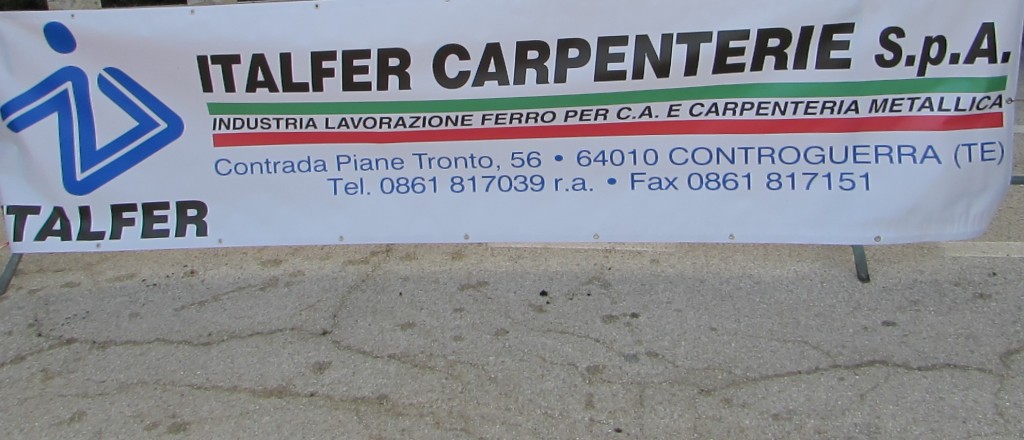 ITALFER CARPENTERIE S.p.A.
INDUSTRIA LAVORAZIONE FERRO PER C.A. E CARPENTERIA METALLICA
Contrada Piane Tronto, 56 • 64010 CONTROGUERRA (TE)
Tel. 0861 817039 r.a. • Fax 0861 817151
ITALFER